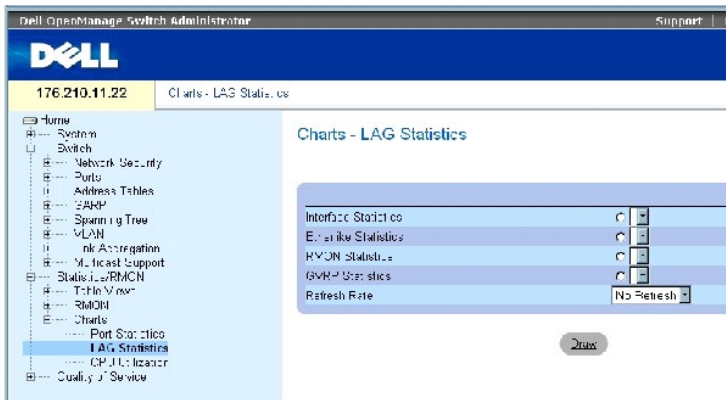 Dell OpenManage Switch Administrator
Support
DELL
176.210.11.22
Charts - LAG Statistics
Home
System
Switch
Network Security
Ports
Address Tables
GARP
Spanning Tree
VLAN
Link Aggregation
Multicast Support
Statistics/RMON
Table Views
RMON
Charts
Port Statistics
LAG Statistics
CPU Utilization
Quality of Service
Charts - LAG Statistics
Interface Statistics
Etherlike Statistics
RMON Statistics
GVRP Statistics
Refresh Rate
No Refresh
Draw